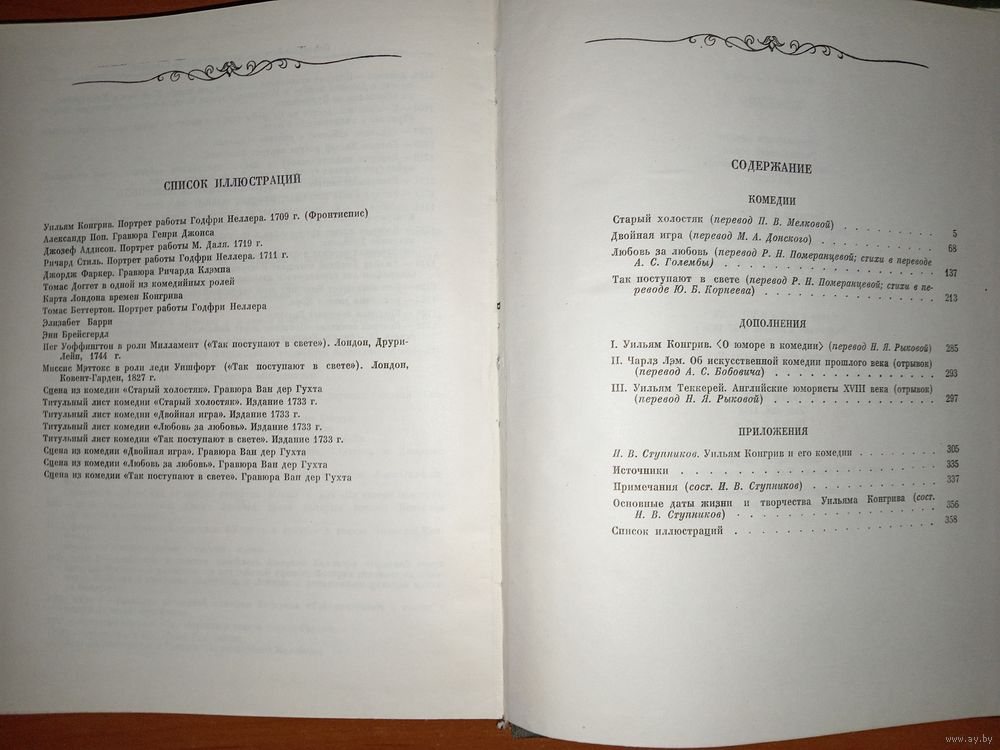 СПИСОК ИЛЛЮСТРАЦИЙ
Уильям Конгрив. Портрет работы Годфри Неллера. 1709 г. (Фронтиспис)
Александр Поп. Гравюра Генри Джонса
Джозеф Аддисон. Портрет работы М. Даля. 1719 г.
Ричард Стиль. Портрет работы Годфри Неллера. 1711 г.
Джордж Фаркер. Гравюра Ричарда Клэмпа
Томас Доггет в одной из комедийных ролей
Карта Лондона времен Конгрива
Томас Беттертон. Портрет работы Годфри Неллера
Элизабет Барри
Энн Брейсгердл
Пег Уоффингтон в роли Милламент («Так поступают в свете»). Лондон, Друри-
Лейн, 1744 г.
Миссис Мэттокс в роли леди Уишфорт («Так поступают в свете»). Лондон,
Ковент-Гарден, 1827 г.
Сцена из комедии «Старый холостяк». Гравюра Ван дер Гухта
Титульный лист комедии «Старый холостяк». Издание 1733 г.
Титульный лист комедии «Двойная игра». Издание 1733 г.
Титульный лист комедии «Любовь за любовь». Издание 1733 г.
Титульный лист комедии «Так поступают в свете». Издание 1733 г.
Сцена из комедии «Двойная игра». Гравюра Ван дер Гухта
Сцена из комедии «Любовь за любовь». Гравюра Ван дер Гухта
Сцена из комедии «Так поступают в свете». Гравюра Ван дер Гухта
СОДЕРЖАНИЕ
КОМЕДИИ
Старый холостяк (перевод П. В. Мелковой) . . . . . . . 5
Двойная игра (перевод М. А. Донского) . . . . . . . . 68
Любовь за любовь (перевод Р. Н. Померанцевой; стихи в переводе
А. С. Голембы) . . . . . . . . . . . . . . . 137
Так поступают в свете (перевод Р. Н. Померанцевой; стихи в пе-
реводе Ю. Б. Корнеева) . . . . . . . . . . . . 213
ДОПОЛНЕНИЯ
I. Уильям Конгрив. ⟨О юморе в комедии⟩ (перевод Н. Я. Рыковой) 285
II. Чарлз Лэм. Об искусственной комедии прошлого века (отрывок)
(перевод А. С. Бобовича) . . . . . . . . . . . 293
III. Уильям Теккерей. Английские юмористы XVIII века (отрывок)
(перевод Н. Я. Рыковой) . . . . . . . . . . . . 297
ПРИЛОЖЕНИЯ
И. В. Ступников. Уильям Конгрив и его комедии . . . . . . 305
Источники . . . . . . . . . . . . . . . . . 335
Примечания (сост. И. В. Ступников) . . . . . . . . . 337
Основные даты жизни и творчества Уильяма Конгрива (сост.
И. В. Ступников) . . . . . . . . . . . . . . 356
Список иллюстраций . . . . . . . . . . . . . . 358
www.ay.by